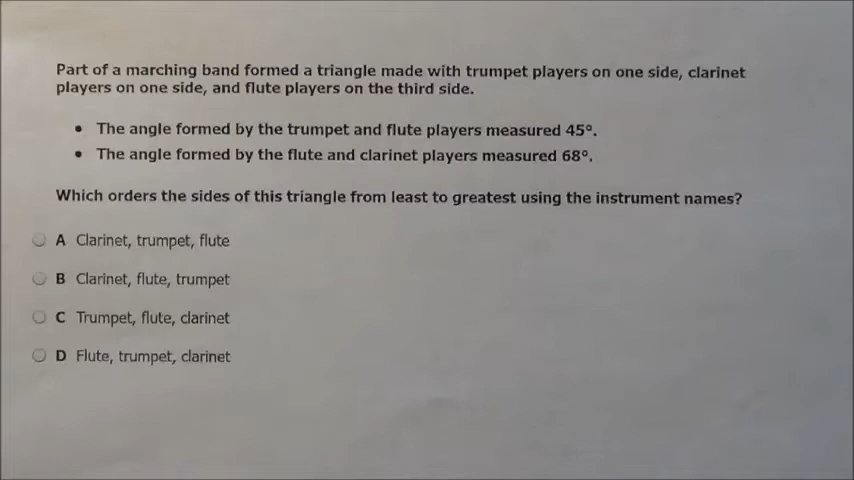 Part of a marching band formed a triangle made with trumpet players on one side, clarinet
players on one side, and flute players on the third side.
• The angle formed by the trumpet and flute players measured 45º.
• The angle formed by the flute and clarinet players measured 68º.
Which orders the sides of this triangle from least to greatest using the instrument names?
A Clarinet, trumpet, flute
B Clarinet, flute, trumpet
C Trumpet, flute, clarinet
D Flute, trumpet, clarinet